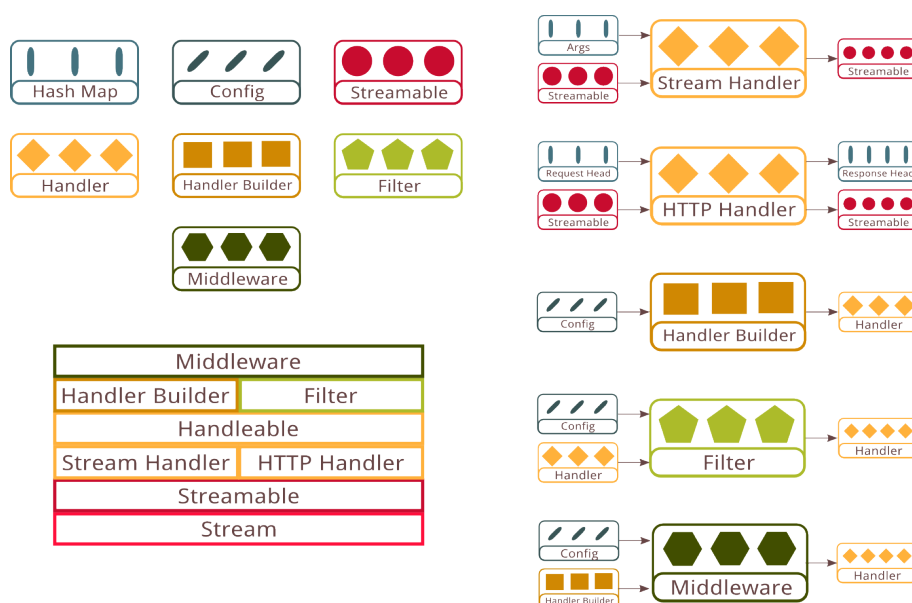 Hash Map
Config
Streamable
Handler
Handler Builder
Filter
Middleware
Middleware
Handler Builder
Filter
Handleable
Stream Handler
HTTP Handler
Streamable
Stream
Args
Streamable
Stream Handler
Streamable
Request Head
Streamable
HTTP Handler
Response Head
Streamable
Config
Handler Builder
Handler
Config
Handler
Filter
Handler
Config
Handler Builder
Middleware
Handler